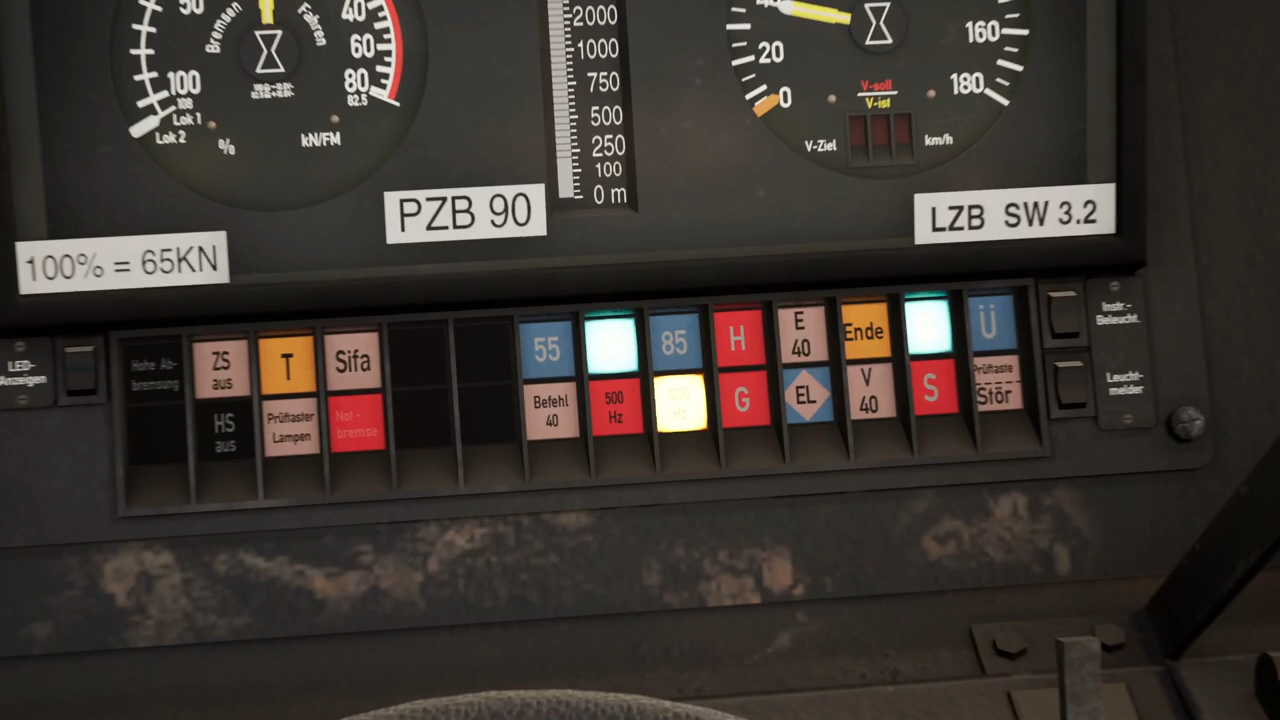 50
Bremsen
Fahren
40
60
80
82.5
100
108
Lok 1
Lok 2
%
kN/FM
2000
1000
750
500
250
100
0 m
20
0
160
180
V-soll
V-ist
V-Ziel
km/h
PZB 90
LZB SW 3.2
100% = 65KN
LED-
Anzeigen
Hohe Ab-
bremsung
ZS
aus
HS
aus
T
Prüftaster
Lampen
Sifa
Not-
bremse
55
Befehl
40
500
Hz
85
1000
Hz
H
G
E
40
EL
Ende
V
40
S
Ü
Prüftaste
Stör
Instr.-
Beleucht.
Leucht-
melder